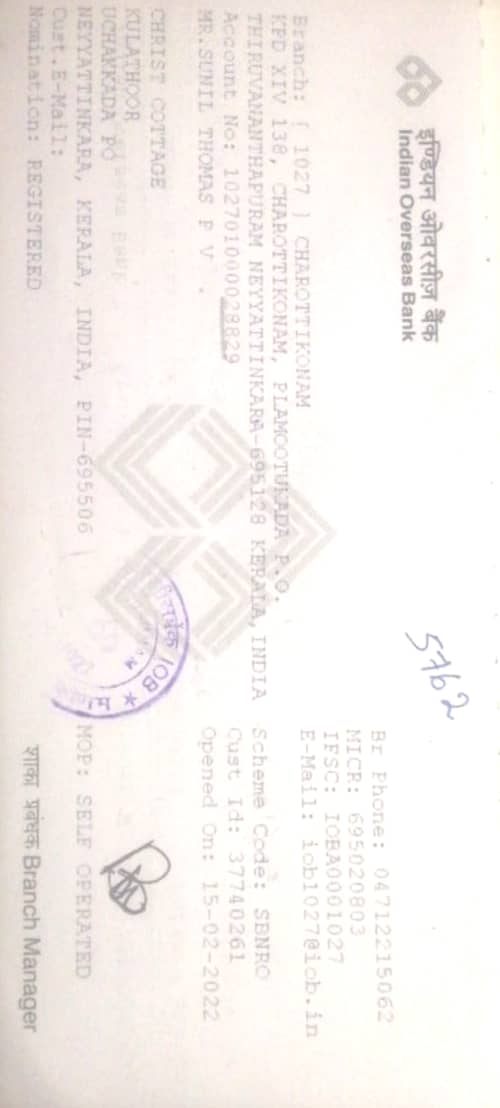 इण्डियन ओवरसीज़ बैंक
Indian Overseas Bank
5762
Branch: ( 1027 ) CHAROTTIKONAM
KPD XIV 138, CHAROTTIKONAM, PLAMOOTUKADA P.O.
THIRUVANANTHAPURAM NEYYATTINKARA-695128 KERALA, INDIA
Account No: 102701000028829
MR.SUNIL THOMAS P V .
CHRIST COTTAGE
KULATHOOR
UCHAKKADA PO
NEYYATTINKARA, KERALA, INDIA, PIN-695506
Cust.E-Mail:
Nomination: REGISTERED
Br Phone: 04712215062
MICR: 695020803
IFSC: IOBA0001027
E-Mail: iob1027@iob.in
Scheme Code: SBNRO
Cust Id: 37740261
Opened On: 15-02-2022
MOP: SELF OPERATED
IOB
शाका प्रबंधक Branch Manager